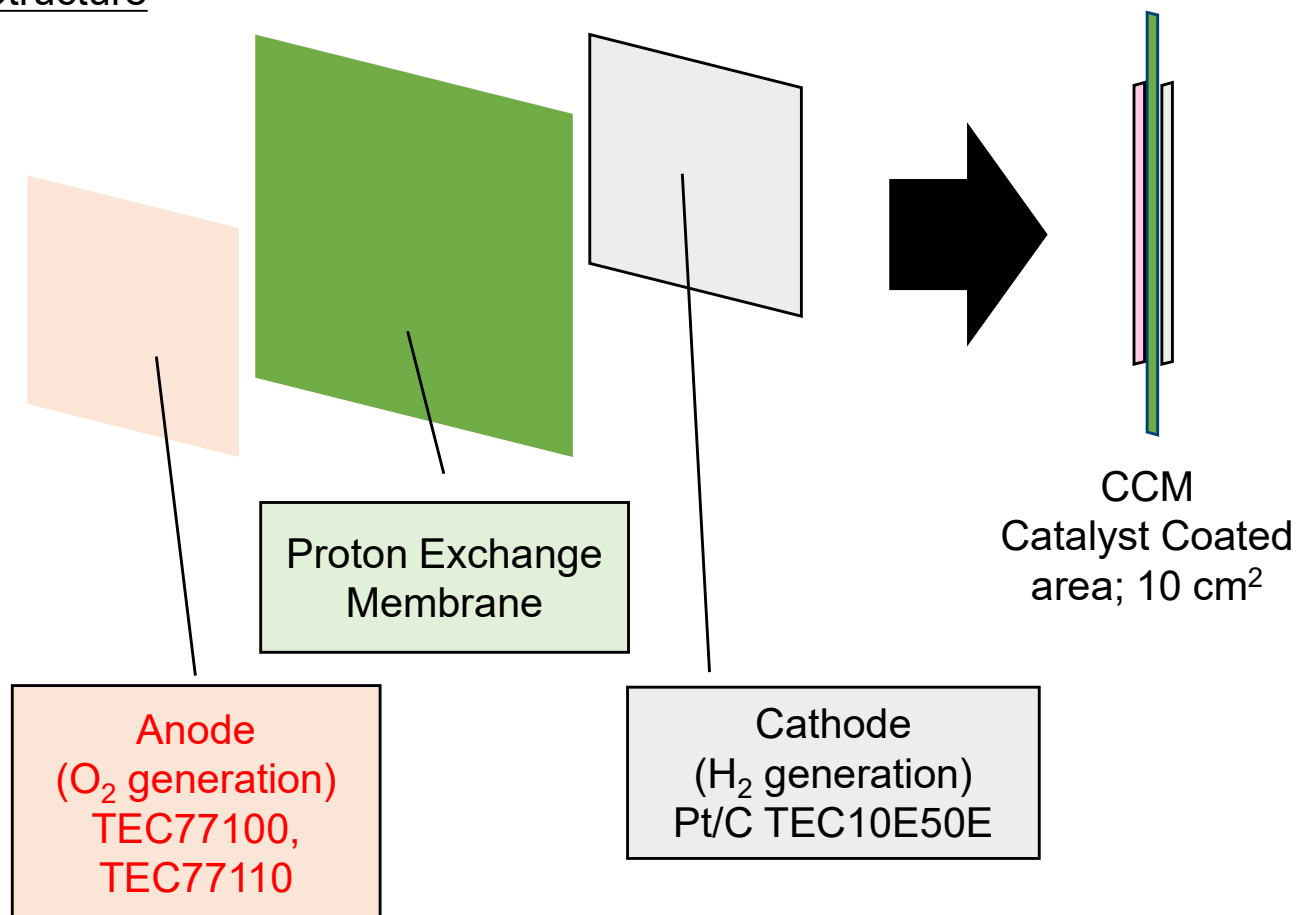 Structure
Proton Exchange
Membrane
CCM
Catalyst Coated
area; 10 cm²
Anode
(O₂ generation)
TEC77100,
TEC77110
Cathode
(H₂ generation)
Pt/C TEC10E50E